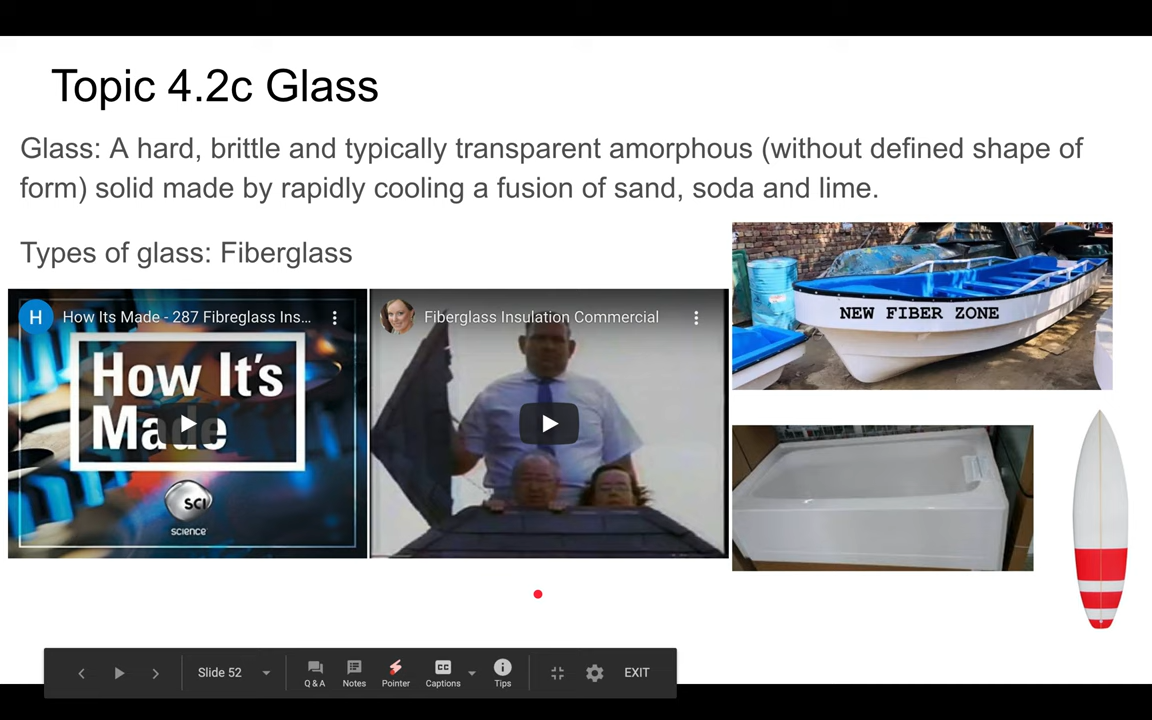 Topic 4.2c Glass
Glass: A hard, brittle and typically transparent amorphous (without defined shape of
form) solid made by rapidly cooling a fusion of sand, soda and lime.
Types of glass: Fiberglass
H
How Its Made - 287 Fibreglass Ins...
How It's
Made
SCI
SCIENCE
Fiberglass Insulation Commercial
NEW FIBER ZONE
Slide 52
Q & A
Notes
Pointer
CC
Captions
Tips
EXIT